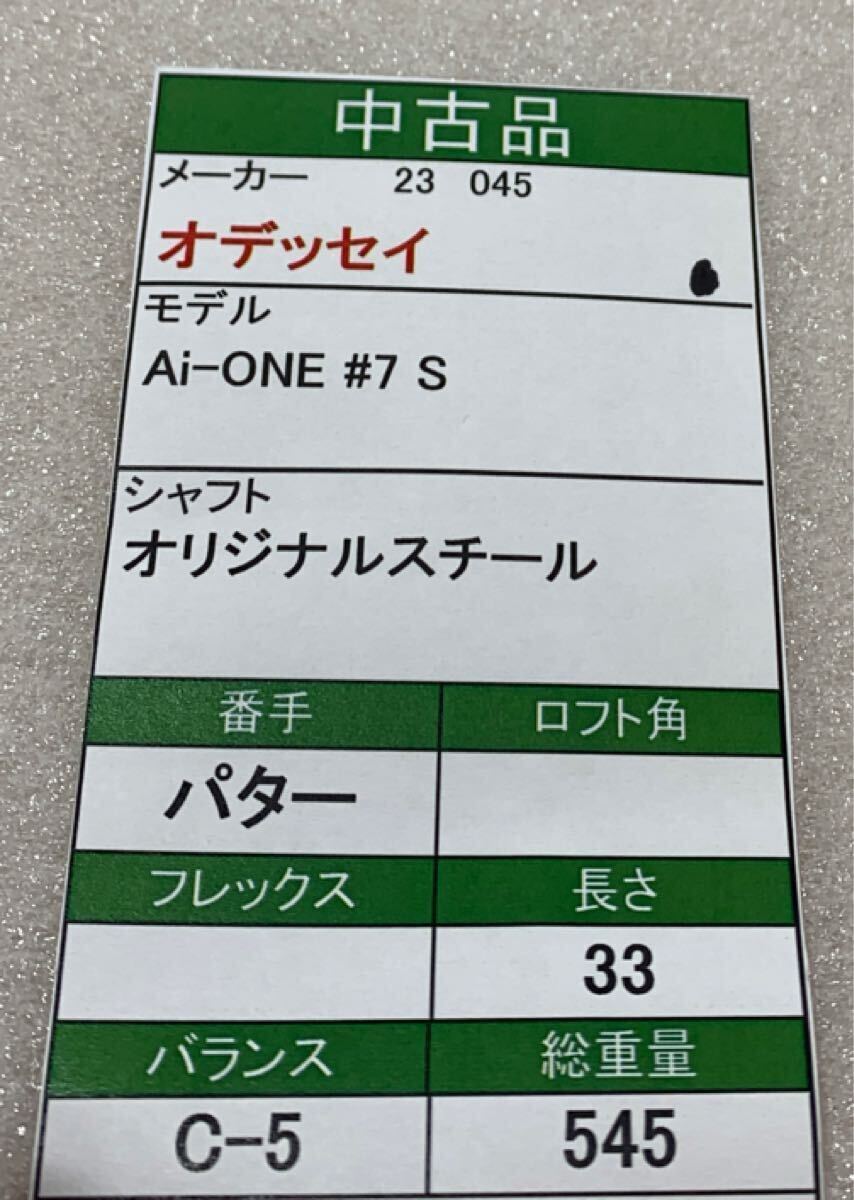 中古品
メーカー 23 045
オデッセイ
モデル
Ai-ONE #7 S
シャフト
オリジナルスチール
番手 ロフト角
パター
フレックス 長さ
33
バランス 総重量
C-5 545